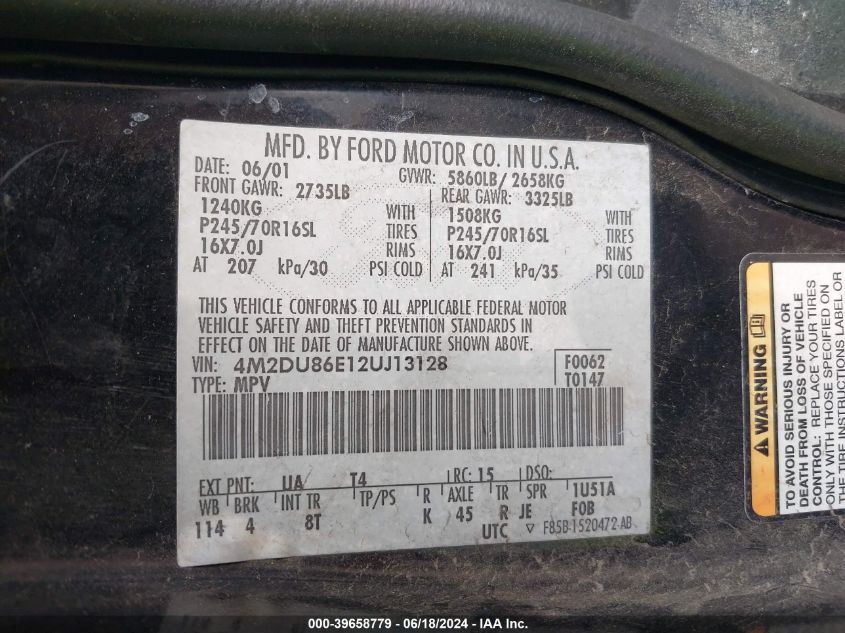 MFD. BY FORD MOTOR CO. IN U.S.A.
DATE: 06/01 GVWR: 5860LB/ 2658KG
FRONT GAWR: 2735LB REAR GAWR: 3325LB
1240KG WITH 1508KG WITH
P245/70R16SL TIRES P245/70R16SL TIRES
16X7.0J RIMS 16X7.0J RIMS
AT 207 kPa/30 PSI COLD AT 241 kPa/35 PSI COLD
THIS VEHICLE CONFORMS TO ALL APPLICABLE FEDERAL MOTOR
VEHICLE SAFETY AND THEFT PREVENTION STANDARDS IN
EFFECT ON THE DATE OF MANUFACTURE SHOWN ABOVE.
VIN: 4M2DU86E12UJ13128 F0062
TYPE: MPV T0147
EXT PNT: UA T4 RC: 15 DSO:
WB BRK INT TR TP/PS R AXLE TR SPR 1U51A
114 4 8T K 45 R JE FOB
UTC ▽ F85B-1520472-AB
WARNING
TO AVOID SERIOUS INJURY OR
DEATH FROM LOSS OF VEHICLE
CONTROL: REPLACE YOUR TIRES
ONLY WITH THOSE SPECIFIED ON
THE TIRE INSTRUCTIONS LABEL OR
000-39658779 - 06/18/2024 - IAA Inc.